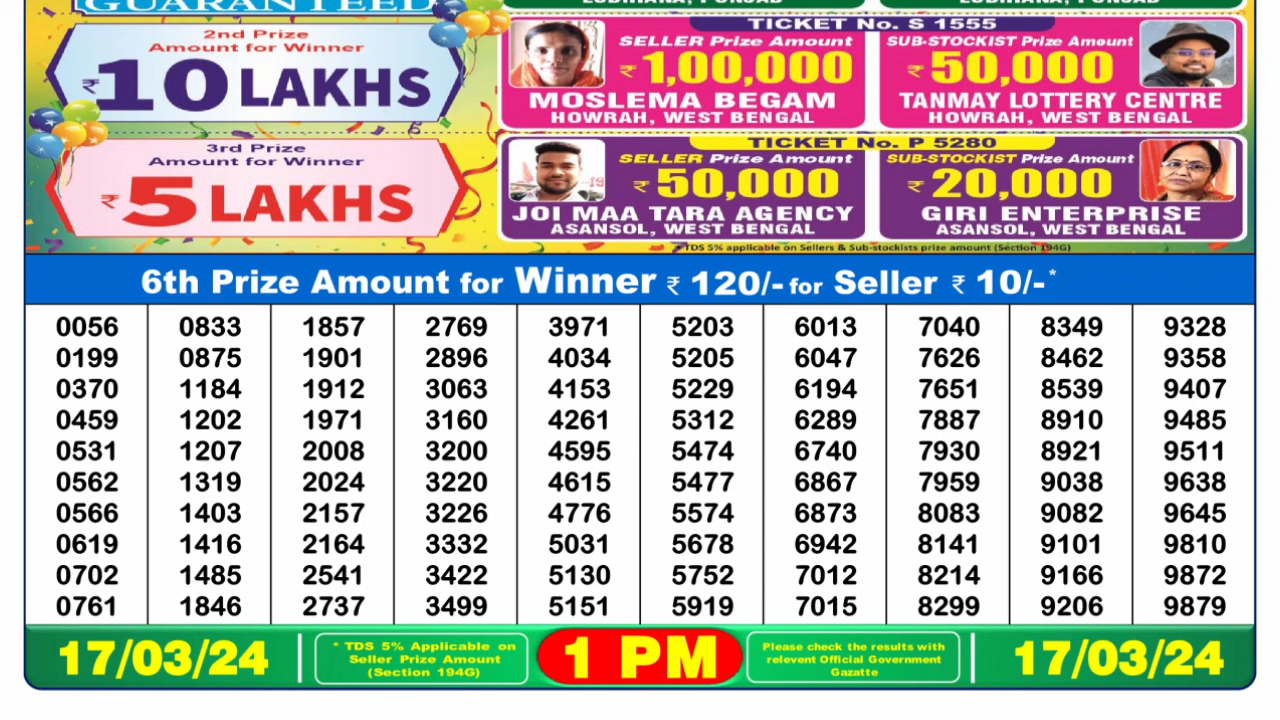 GUARANTEED
LUDHIANA, PUNJAB
LUDHIANA, PUNJAB
2nd Prize
Amount for Winner
₹10 LAKHS
TICKET No. S 1555
SELLER Prize Amount
₹1,00,000
MOSLEMA BEGAM
HOWRAH, WEST BENGAL
SUB-STOCKIST Prize Amount
₹50,000
TANMAY LOTTERY CENTRE
HOWRAH, WEST BENGAL
3rd Prize
Amount for Winner
₹5 LAKHS
TICKET No. P 5280
SELLER Prize Amount
₹50,000
JOI MAA TARA AGENCY
ASANSOL, WEST BENGAL
SUB-STOCKIST Prize Amount
₹20,000
GIRI ENTERPRISE
ASANSOL, WEST BENGAL
* TDS 5% applicable on Sellers & Sub-stockists prize amount (Section 194G)
6th Prize Amount for Winner ₹ 120/- for Seller ₹ 10/-*
0056 0833 1857 2769 3971 5203 6013 7040 8349 9328
0199 0875 1901 2896 4034 5205 6047 7626 8462 9358
0370 1184 1912 3063 4153 5229 6194 7651 8539 9407
0459 1202 1971 3160 4261 5312 6289 7887 8910 9485
0531 1207 2008 3200 4595 5474 6740 7930 8921 9511
0562 1319 2024 3220 4615 5477 6867 7959 9038 9638
0566 1403 2157 3226 4776 5574 6873 8083 9082 9645
0619 1416 2164 3332 5031 5678 6942 8141 9101 9810
0702 1485 2541 3422 5130 5752 7012 8214 9166 9872
0761 1846 2737 3499 5151 5919 7015 8299 9206 9879
17/03/24
* TDS 5% Applicable on
Seller Prize Amount
(Section 194G)
1 PM
Please check the results with
relevent Official Government
Gazatte
17/03/24